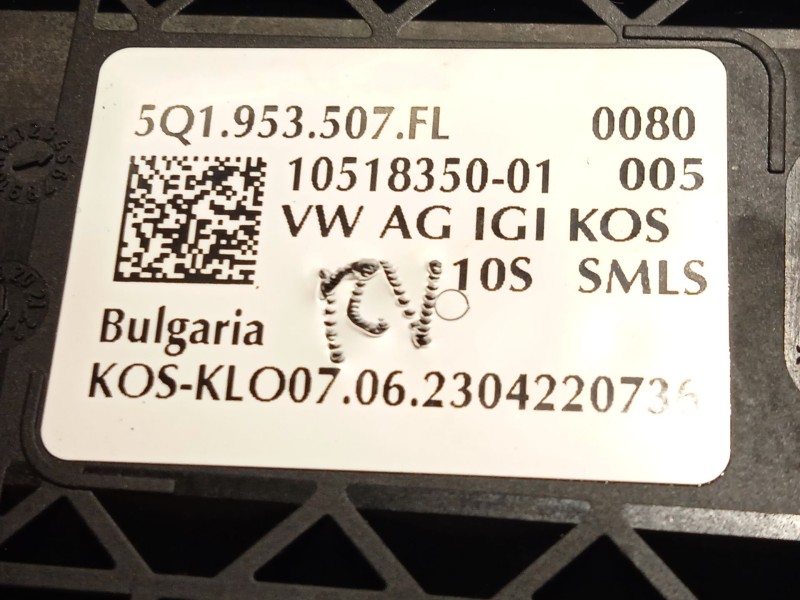 5Q1.953.507.FL 0080
10518350-01 005
VW AG IGI KOS
10S SMLS
Bulgaria
KOS-KLO07.06.2304220736